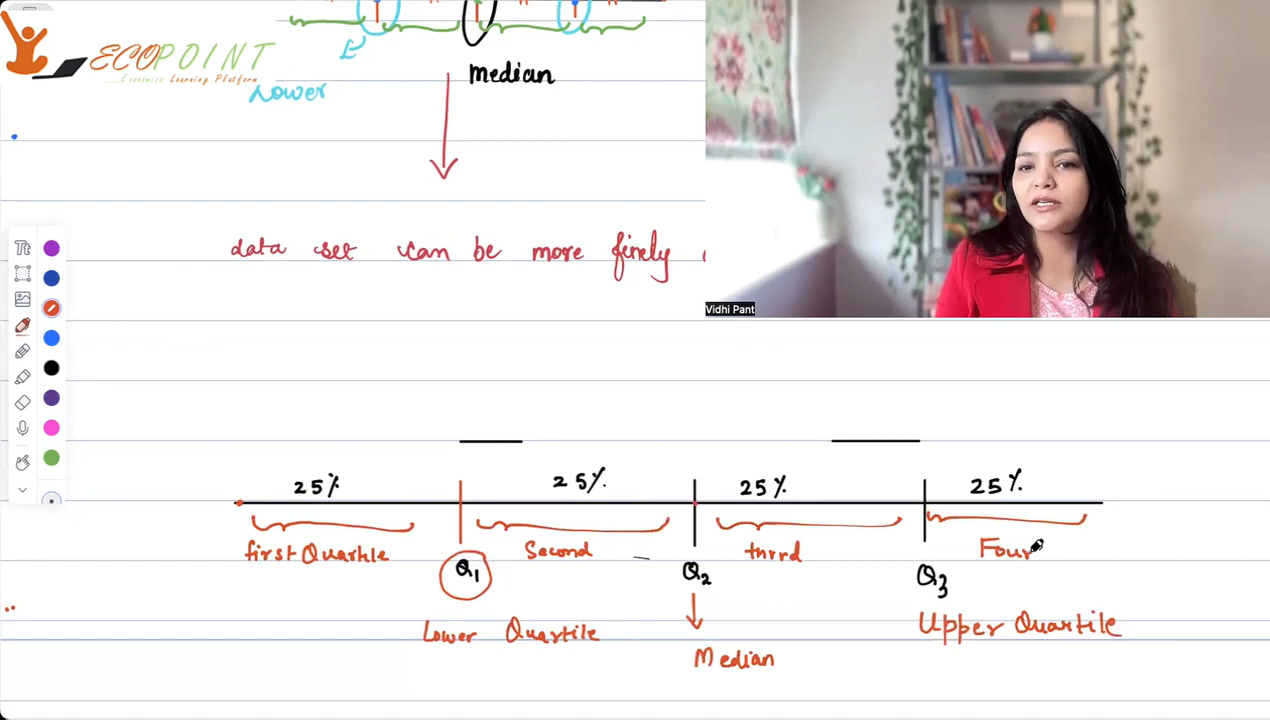 ECOPOINT
.....Economics Learning Platform
median
Lower
data set can be more finely
Vidhi Pant
Tt
25% 25% 25% 25%
first Quartile Second third Four
Q1 Q2 Q3
Lower Quartile Upper Quartile
Median